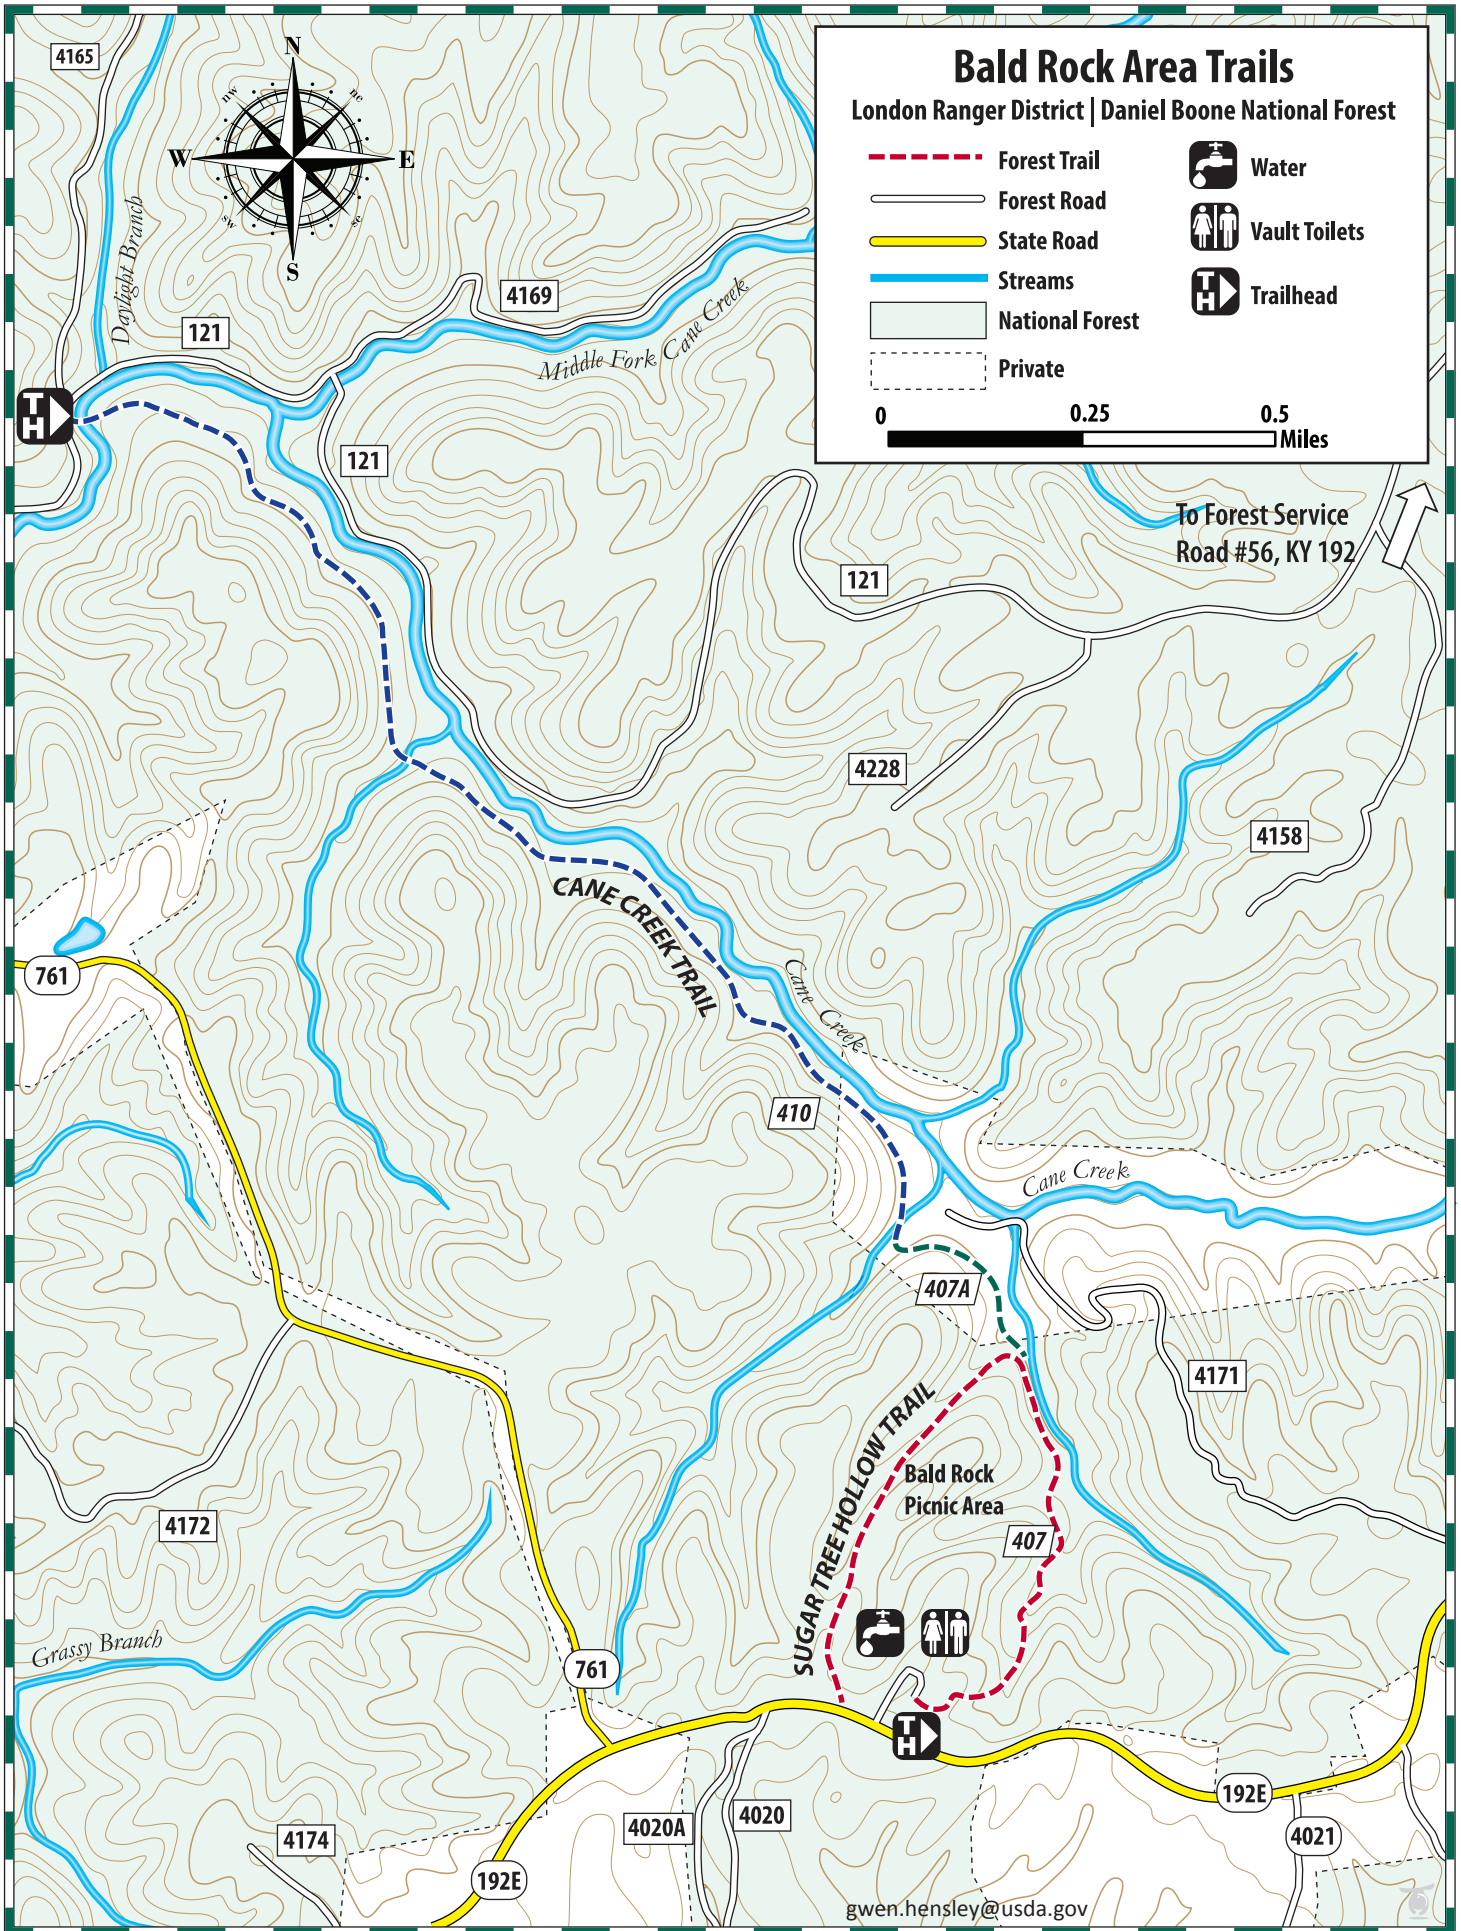 Bald Rock Area Trails
London Ranger District | Daniel Boone National Forest
Forest Trail
Forest Road
State Road
Streams
National Forest
Private
Water
Vault Toilets
TH
Trailhead
0 0.25 0.5
Miles
N
nw
ne
W
E
sw
se
S
4165
Daylight Branch
121
4169
Middle Fork Cane Creek
TH
121
To Forest Service
Road #56, KY 192
121
4228
4158
CANE CREEK TRAIL
761
Cane Creek
410
Cane Creek
407A
4171
SUGAR TREE HOLLOW TRAIL
Bald Rock
Picnic Area
407
4172
Grassy Branch
761
TH
192E
4020A
4020
4021
4174
192E
gwen.hensley@usda.gov